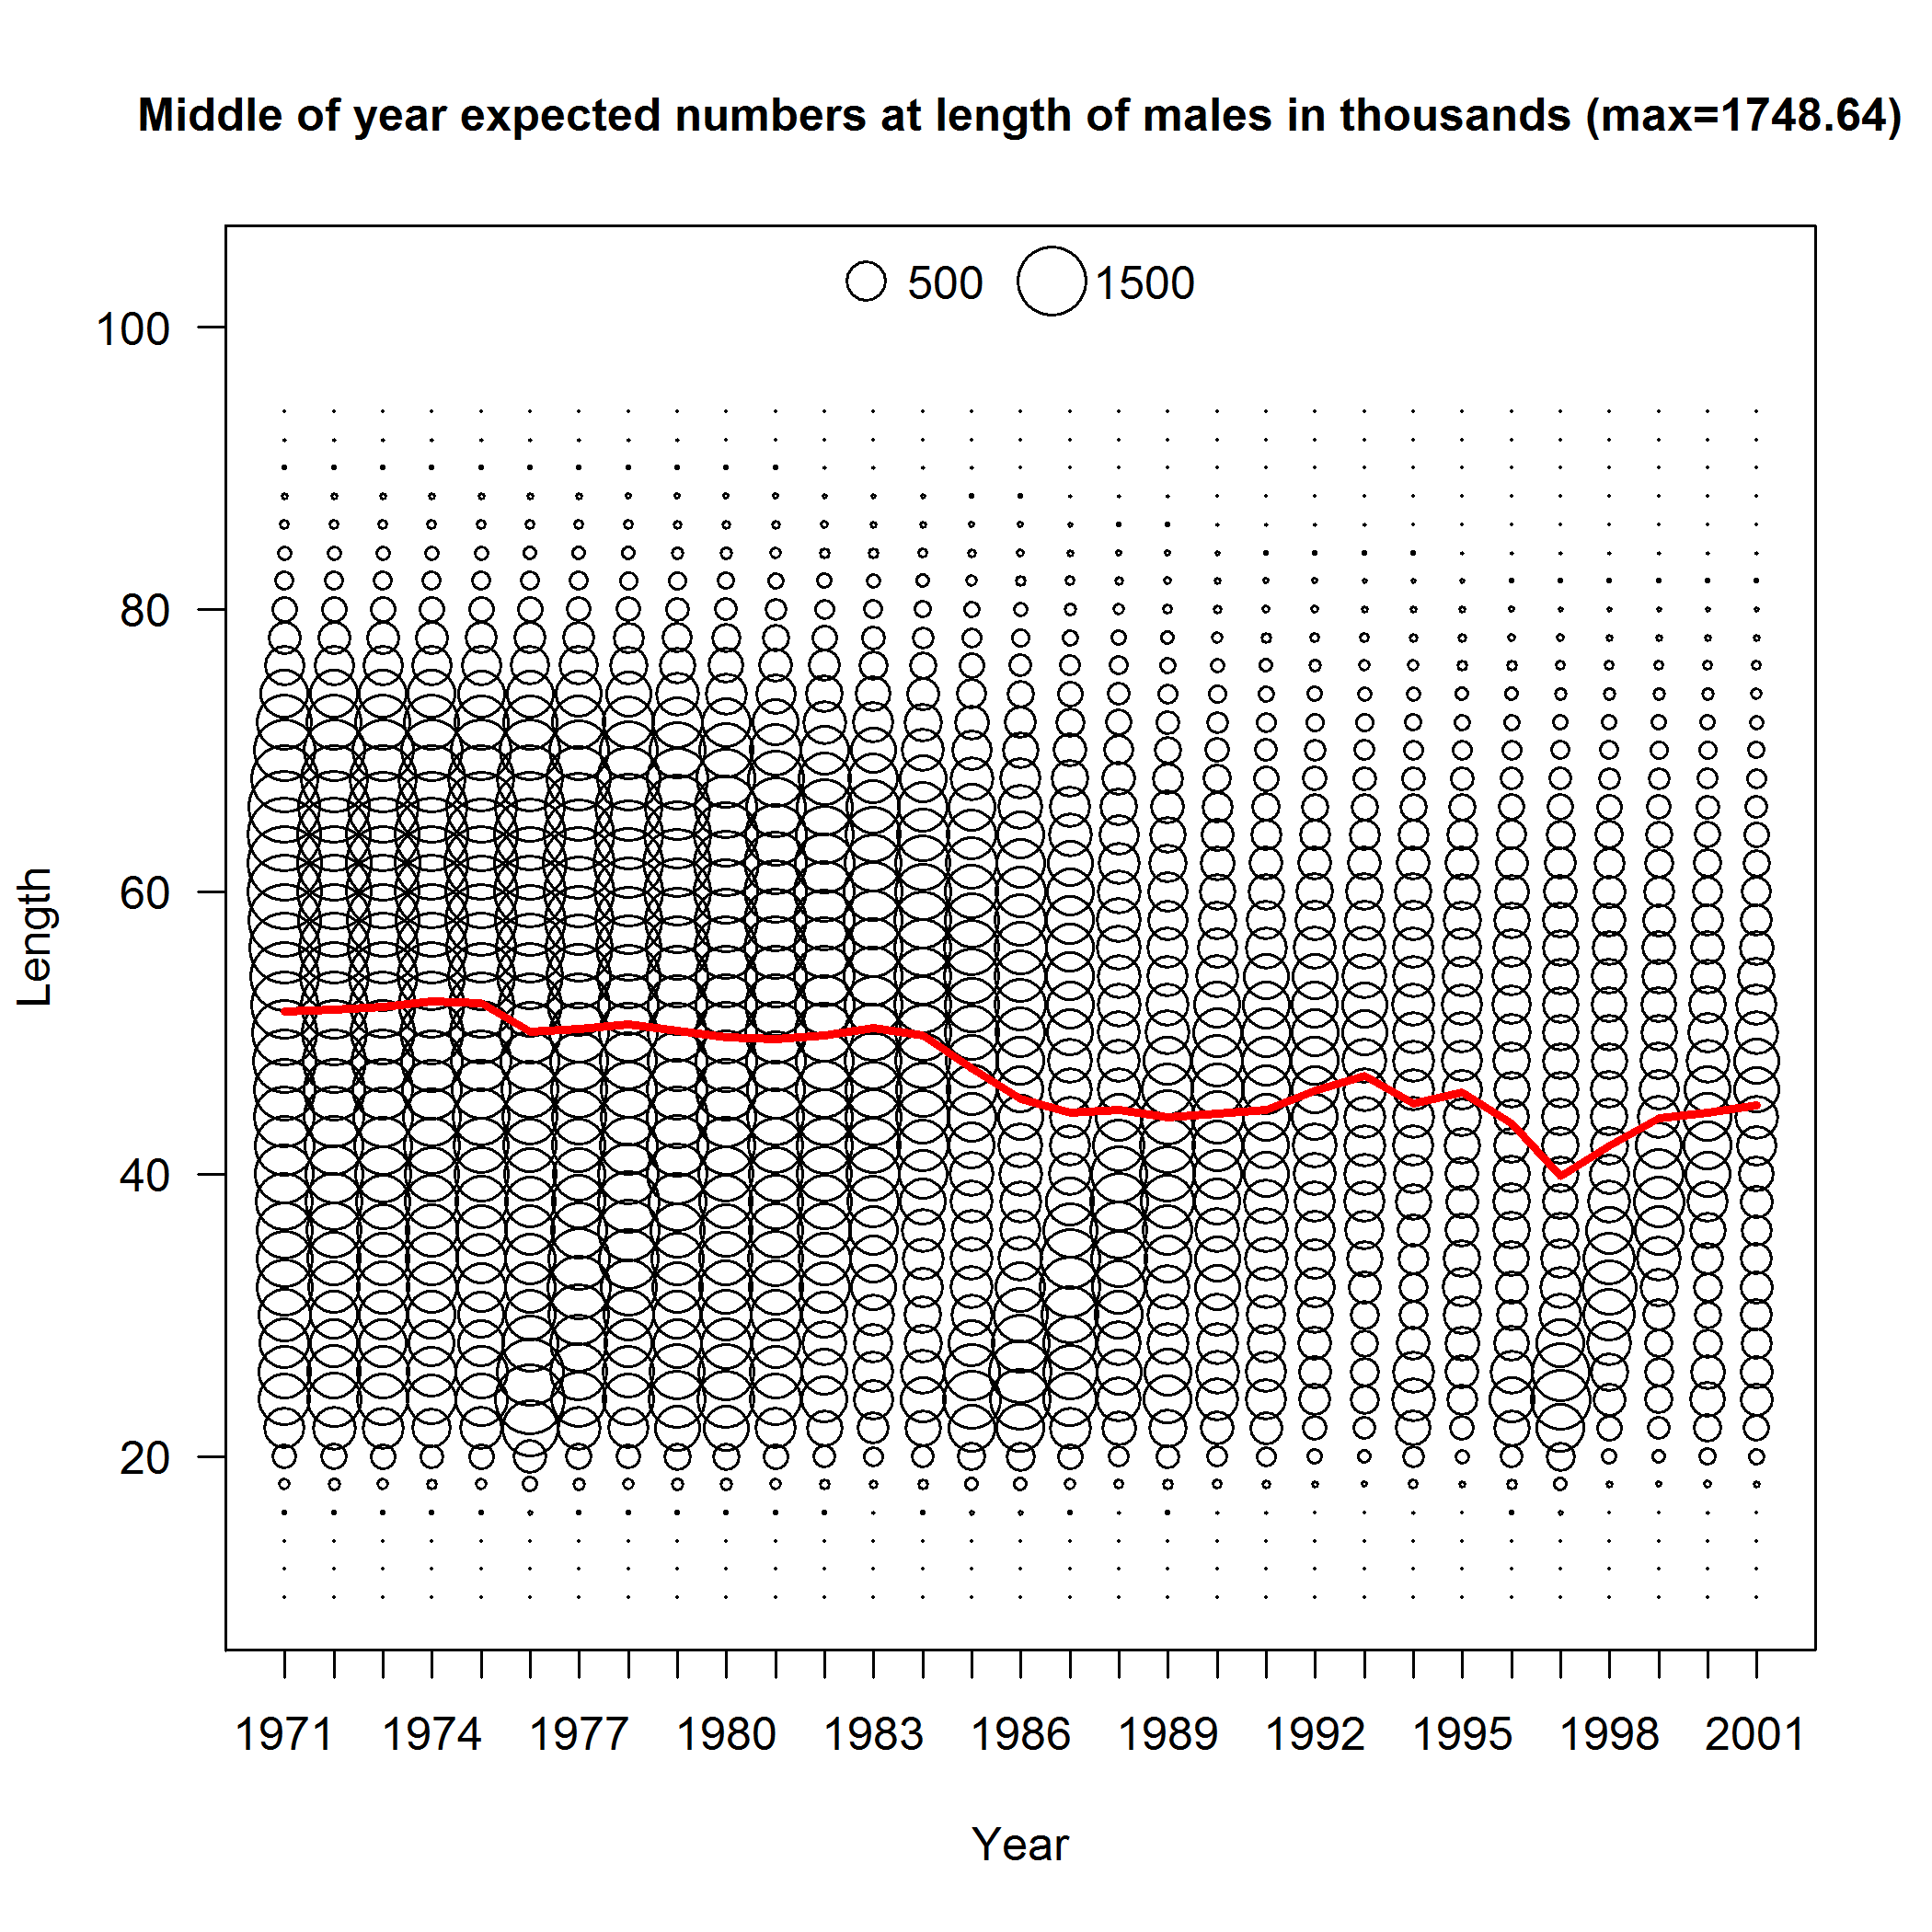 Middle of year expected numbers at length of males in thousands (max=1748.64)
500 1500
100
80
60
40
20
Length
1971 1974 1977 1980 1983 1986 1989 1992 1995 1998 2001
Year